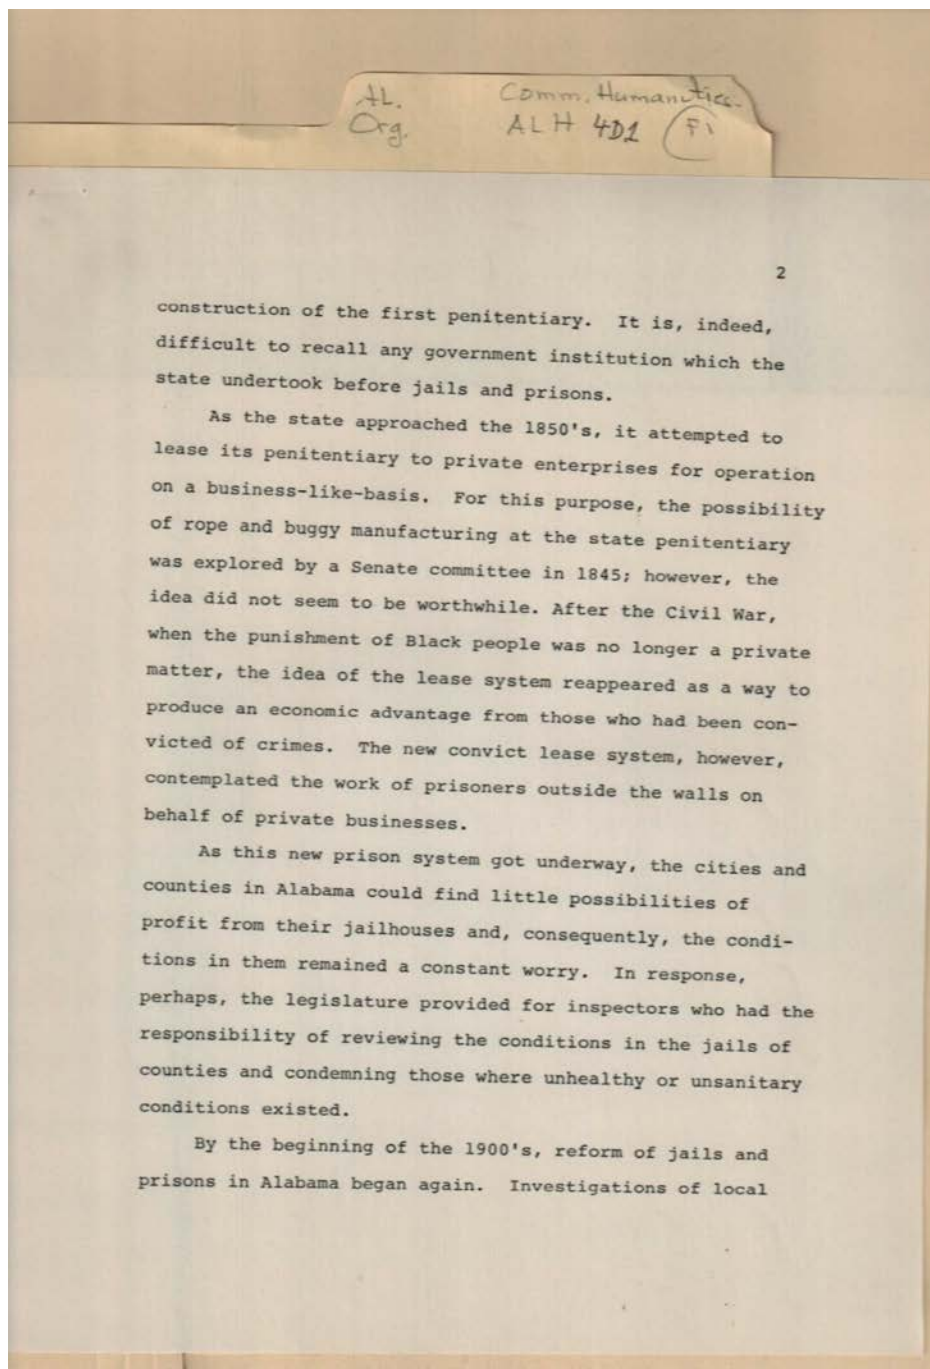 AL. Comm. Humanities.
Org. ALH 4D1 F1
2
construction of the first penitentiary. It is, indeed,
difficult to recall any government institution which the
state undertook before jails and prisons.
As the state approached the 1850's, it attempted to
lease its penitentiary to private enterprises for operation
on a business-like-basis. For this purpose, the possibility
of rope and buggy manufacturing at the state penitentiary
was explored by a Senate committee in 1845; however, the
idea did not seem to be worthwhile. After the Civil War,
when the punishment of Black people was no longer a private
matter, the idea of the lease system reappeared as a way to
produce an economic advantage from those who had been con-
victed of crimes. The new convict lease system, however,
contemplated the work of prisoners outside the walls on
behalf of private businesses.
As this new prison system got underway, the cities and
counties in Alabama could find little possibilities of
profit from their jailhouses and, consequently, the condi-
tions in them remained a constant worry. In response,
perhaps, the legislature provided for inspectors who had the
responsibility of reviewing the conditions in the jails of
counties and condemning those where unhealthy or unsanitary
conditions existed.
By the beginning of the 1900's, reform of jails and
prisons in Alabama began again. Investigations of local